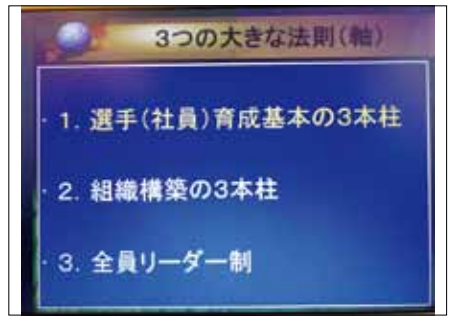 3つの大きな法則(軸)
・1. 選手(社員)育成基本の3本柱
・2. 組織構築の3本柱
・3. 全員リーダー制